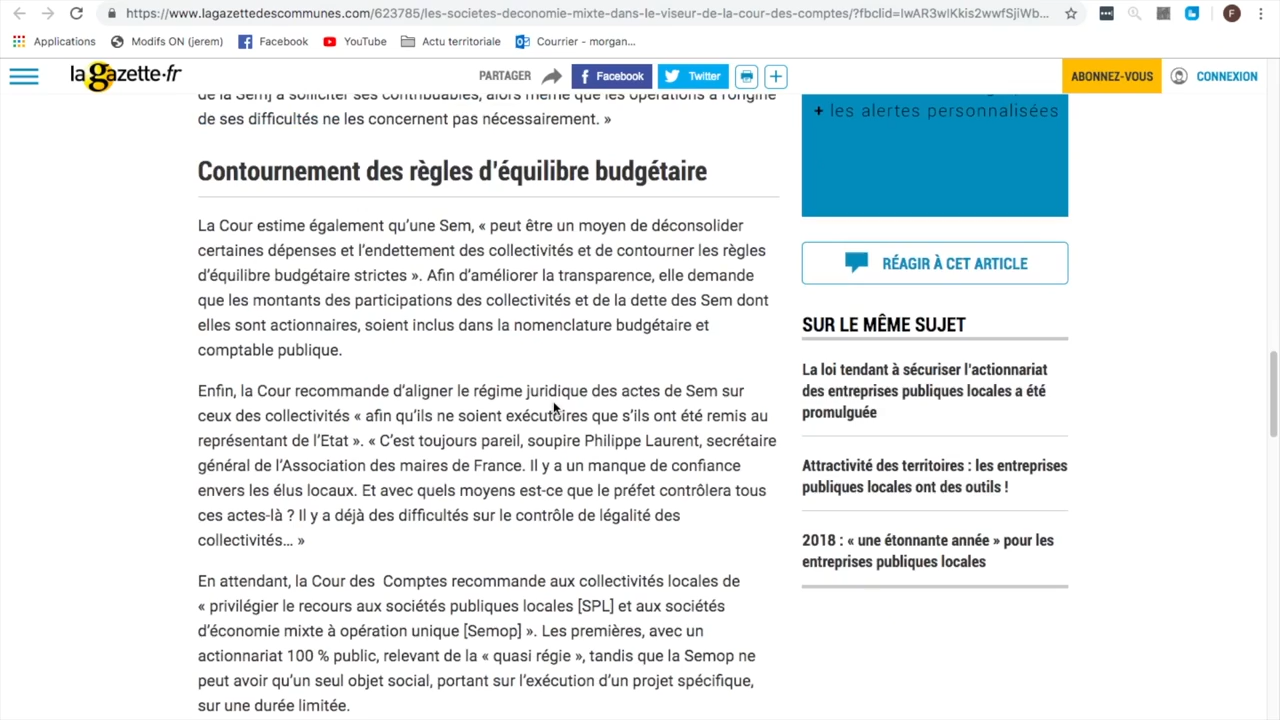 https://www.lagazettedescommunes.com/623785/les-societes-deconomie-mixte-dans-le-viseur-de-la-cour-des-comptes/?fbclid=IwAR3wIKkis2wwfSjiWb...
F
Applications
Modifs ON (jerem)
Facebook
YouTube
Actu territoriale
Courrier - morgan...
la gazette.fr
PARTAGER
Facebook
Twitter
ABONNEZ-VOUS
CONNEXION
de la Sem) à solliciter ses contribuables, alors même que les opérations à l'origine
de ses difficultés ne les concernent pas nécessairement. »
Contournement des règles d'équilibre budgétaire
La Cour estime également qu'une Sem, « peut être un moyen de déconsolider
certaines dépenses et l'endettement des collectivités et de contourner les règles
d'équilibre budgétaire strictes ». Afin d'améliorer la transparence, elle demande
que les montants des participations des collectivités et de la dette des Sem dont
elles sont actionnaires, soient inclus dans la nomenclature budgétaire et
comptable publique.
Enfin, la Cour recommande d'aligner le régime juridique des actes de Sem sur
ceux des collectivités « afin qu'ils ne soient exécutoires que s'ils ont été remis au
représentant de l'Etat ». « C'est toujours pareil, soupire Philippe Laurent, secrétaire
général de l'Association des maires de France. Il y a un manque de confiance
envers les élus locaux. Et avec quels moyens est-ce que le préfet contrôlera tous
ces actes-là ? Il y a déjà des difficultés sur le contrôle de légalité des
collectivités... »
En attendant, la Cour des Comptes recommande aux collectivités locales de
« privilégier le recours aux sociétés publiques locales [SPL] et aux sociétés
d'économie mixte à opération unique [Semop] ». Les premières, avec un
actionnariat 100 % public, relevant de la « quasi régie », tandis que la Semop ne
peut avoir qu'un seul objet social, portant sur l'exécution d'un projet spécifique,
sur une durée limitée.
+ les alertes personnalisées
RÉAGIR À CET ARTICLE
SUR LE MÊME SUJET
La loi tendant à sécuriser l'actionnariat
des entreprises publiques locales a été
promulguée
Attractivité des territoires : les entreprises
publiques locales ont des outils !
2018 : « une étonnante année » pour les
entreprises publiques locales